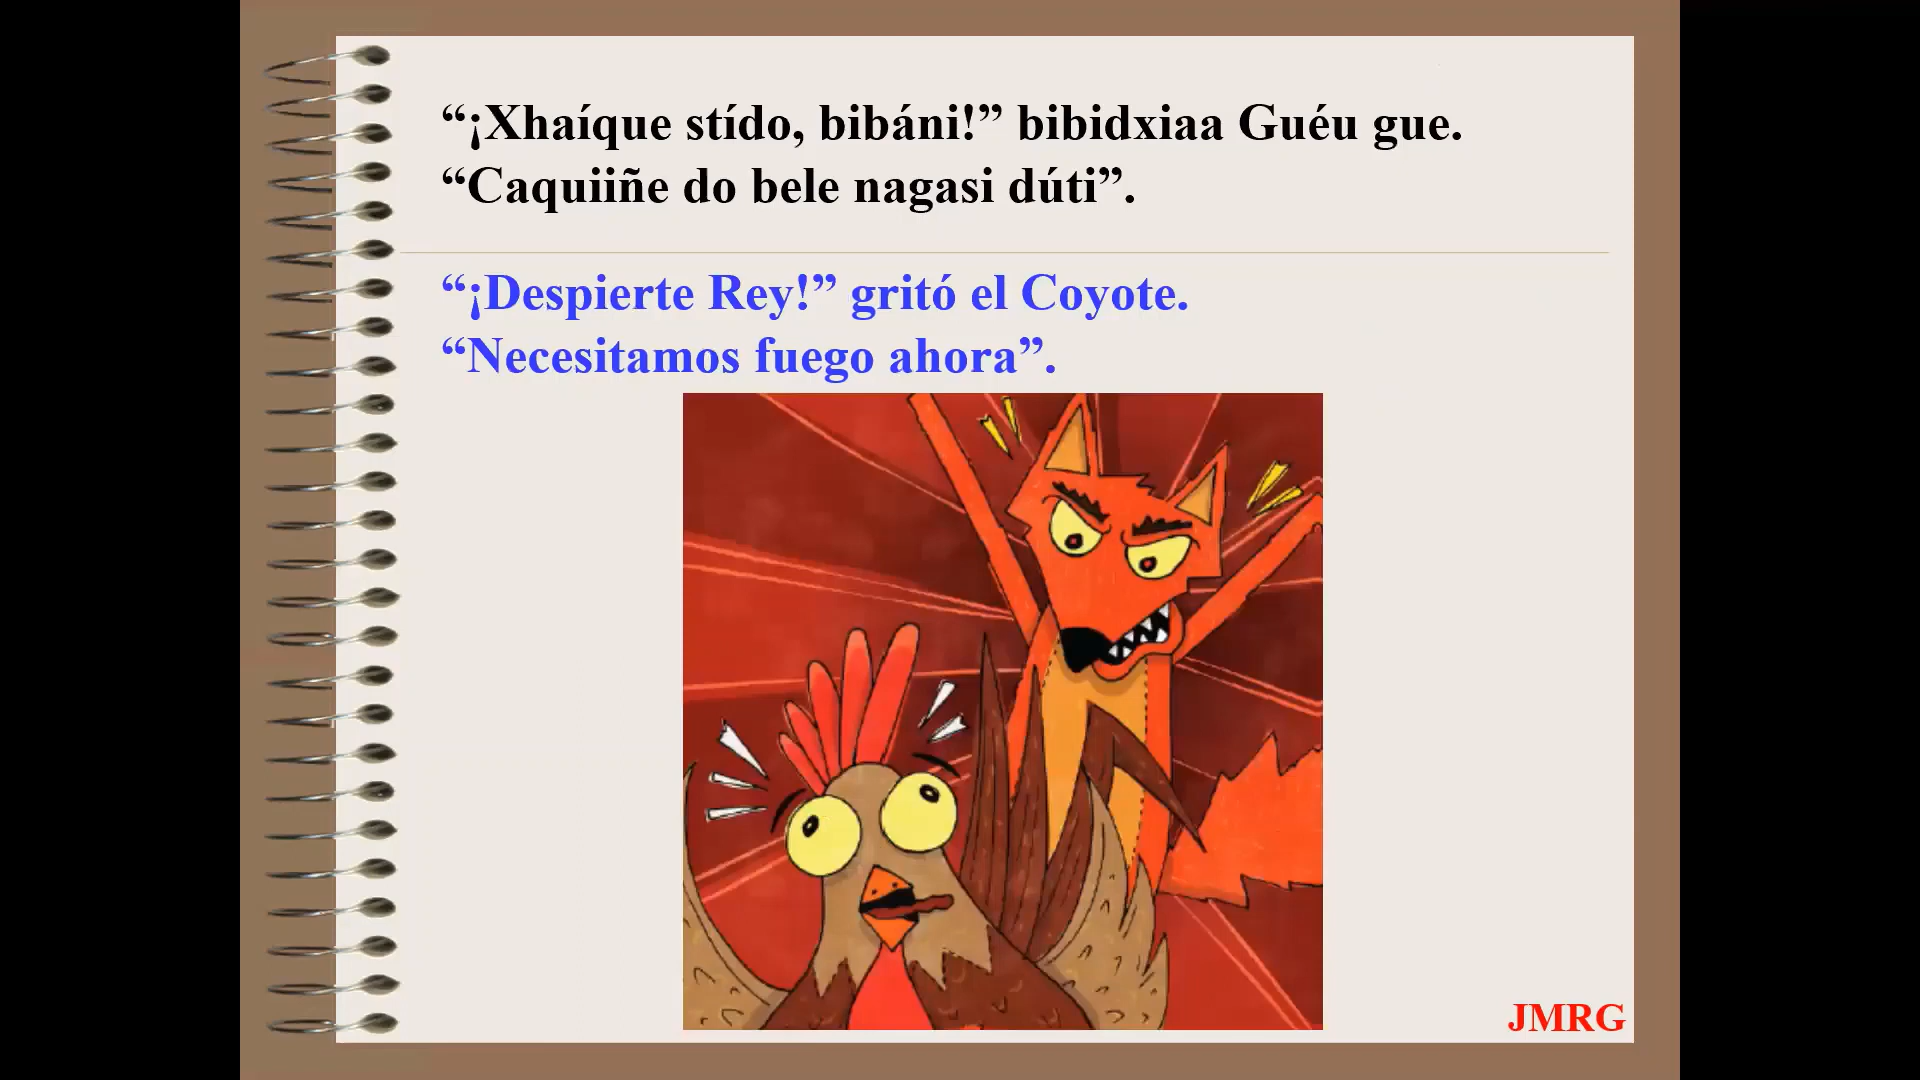 “¡Xhaíque stído, bibáni!” bibidxiaa Guéu gue.
“Caquiiñe do bele nagasi dúti”.
“¡Despierte Rey!” gritó el Coyote.
“Necesitamos fuego ahora”.
JMRG